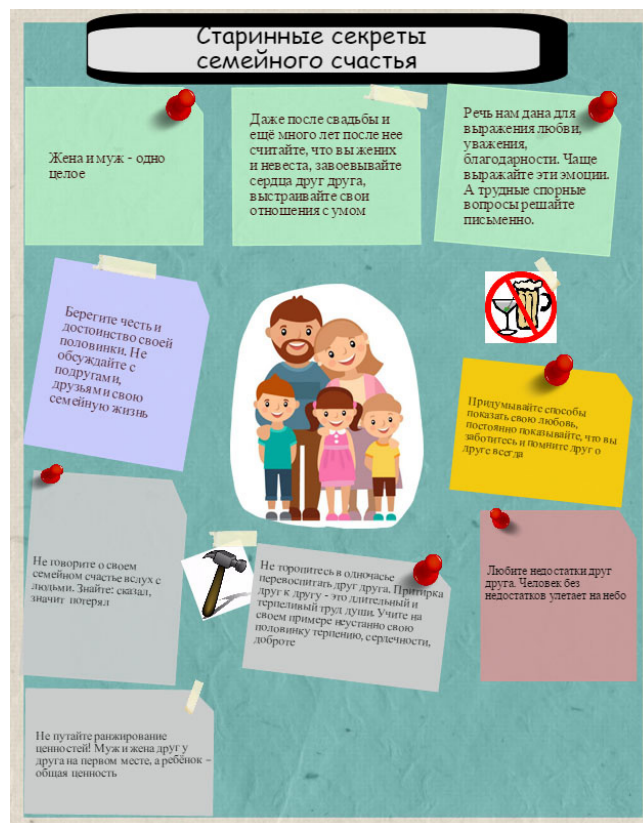 Старинные секреты
семейного счастья
Жена и муж - одно
целое
Даже после свадьбы и
ещё много лет после нее
считайте, что вы жених
и невеста, завоевывайте
сердца друг друга,
выстраивайте свои
отношения с умом
Речь нам дана для
выражения любви,
уважения,
благодарности. Чаще
выражайте эти эмоции.
А трудные спорные
вопросы решайте
письменно.
Берегите честь и
достоинство своей
половинки. Не
обсуждайте с
подругами,
друзьями свою
семейную жизнь
Придумывайте способы
показать свою любовь,
постоянно показывайте, что вы
заботитесь и помните друг о
друге всегда
Не говорите о своем
семейном счастье вслух с
людьми. Знайте: сказал,
значит потерял
Не торопитесь в одночасье
перевоспитать друг друга. Притирка
друг к другу - это длительный и
терпеливый труд души. Учите на
своем примере неустанно свою
половинку терпению, сердечности,
доброте
Любите недостатки друг
друга. Человек без
недостатков улетает на небо
Не путайте ранжирование
ценностей! Муж и жена друг у
друга на первом месте, а ребёнок –
общая ценность